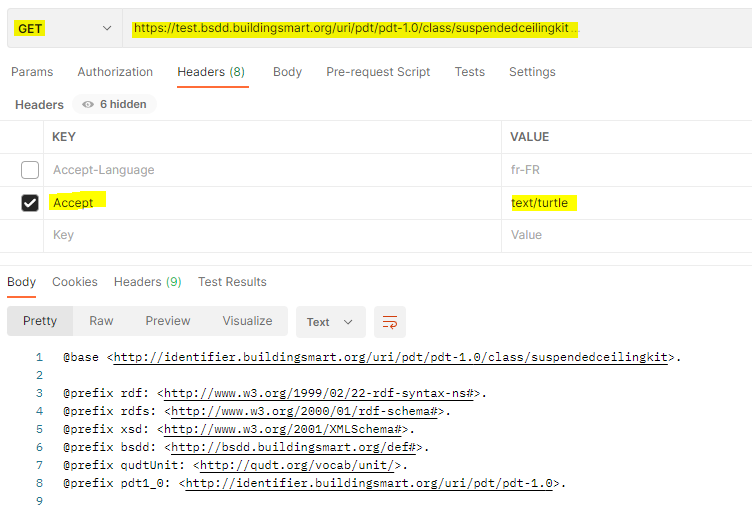 GET https://test.bsdd.buildingsmart.org/uri/pdt/pdt-1.0/class/suspendedceilingkit...
Params Authorization Headers (8) Body Pre-request Script Tests Settings
Headers 6 hidden
KEY VALUE
Accept-Language fr-FR
Accept text/turtle
Key Value
Body Cookies Headers (9) Test Results
Pretty Raw Preview Visualize Text
1 @base <http://identifier.buildingsmart.org/uri/pdt/pdt-1.0/class/suspendedceilingkit>.
2
3 @prefix rdf: <http://www.w3.org/1999/02/22-rdf-syntax-ns#>.
4 @prefix rdfs: <http://www.w3.org/2000/01/rdf-schema#>.
5 @prefix xsd: <http://www.w3.org/2001/XMLSchema#>.
6 @prefix bsdd: <http://bsdd.buildingsmart.org/def#>.
7 @prefix qudtUnit: <http://qudt.org/vocab/unit/>.
8 @prefix pdt1_0: <http://identifier.buildingsmart.org/uri/pdt/pdt-1.0>.
9